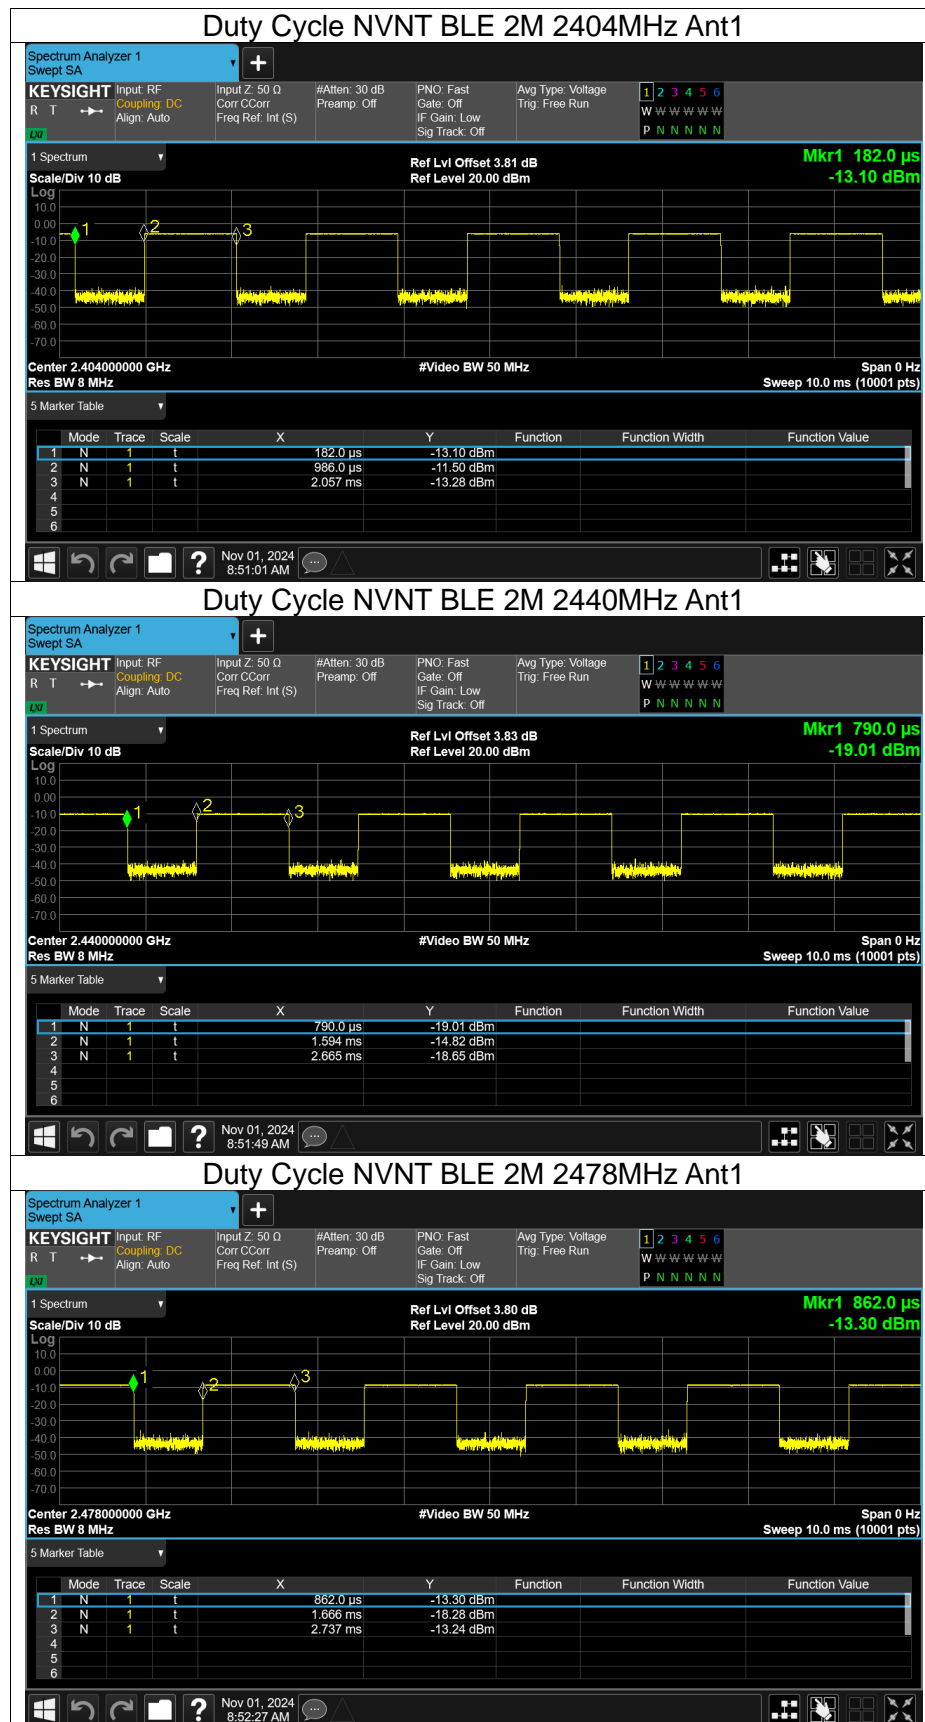 Duty Cycle NVNT BLE 2M 2404MHz Ant1
Spectrum Analyzer 1
Swept SA
KEYSIGHT Input: RF Input Z: 50 Ω #Atten: 30 dB PNO: Fast Avg Type: Voltage 1 2 3 4 5 6
R T Coupling: DC Corr CCorr Preamp: Off Gate: Off Trig: Free Run W W W W W W
Align: Auto Freq Ref: Int (S) IF Gain: Low
LXI Sig Track: Off P N N N N N
1 Spectrum Ref Lvl Offset 3.81 dB Mkr1 182.0 µs
Scale/Div 10 dB Ref Level 20.00 dBm -13.10 dBm
Log
10.0
0.00
-10.0
-20.0
-30.0
-40.0
-50.0
-60.0
-70.0
1 2 3
Center 2.404000000 GHz #Video BW 50 MHz Span 0 Hz
Res BW 8 MHz Sweep 10.0 ms (10001 pts)
5 Marker Table
Mode Trace Scale X Y Function Function Width Function Value
1 N 1 t 182.0 µs -13.10 dBm
2 N 1 t 986.0 µs -11.50 dBm
3 N 1 t 2.057 ms -13.28 dBm
4
5
6
? Nov 01, 2024
8:51:01 AM
Duty Cycle NVNT BLE 2M 2440MHz Ant1
Spectrum Analyzer 1
Swept SA
KEYSIGHT Input: RF Input Z: 50 Ω #Atten: 30 dB PNO: Fast Avg Type: Voltage 1 2 3 4 5 6
R T Coupling: DC Corr CCorr Preamp: Off Gate: Off Trig: Free Run W W W W W W
Align: Auto Freq Ref: Int (S) IF Gain: Low
LXI Sig Track: Off P N N N N N
1 Spectrum Ref Lvl Offset 3.83 dB Mkr1 790.0 µs
Scale/Div 10 dB Ref Level 20.00 dBm -19.01 dBm
Log
10.0
0.00
-10.0
-20.0
-30.0
-40.0
-50.0
-60.0
-70.0
1 2 3
Center 2.440000000 GHz #Video BW 50 MHz Span 0 Hz
Res BW 8 MHz Sweep 10.0 ms (10001 pts)
5 Marker Table
Mode Trace Scale X Y Function Function Width Function Value
1 N 1 t 790.0 µs -19.01 dBm
2 N 1 t 1.594 ms -14.82 dBm
3 N 1 t 2.665 ms -18.65 dBm
4
5
6
? Nov 01, 2024
8:51:49 AM
Duty Cycle NVNT BLE 2M 2478MHz Ant1
Spectrum Analyzer 1
Swept SA
KEYSIGHT Input: RF Input Z: 50 Ω #Atten: 30 dB PNO: Fast Avg Type: Voltage 1 2 3 4 5 6
R T Coupling: DC Corr CCorr Preamp: Off Gate: Off Trig: Free Run W W W W W W
Align: Auto Freq Ref: Int (S) IF Gain: Low
LXI Sig Track: Off P N N N N N
1 Spectrum Ref Lvl Offset 3.80 dB Mkr1 862.0 µs
Scale/Div 10 dB Ref Level 20.00 dBm -13.30 dBm
Log
10.0
0.00
-10.0
-20.0
-30.0
-40.0
-50.0
-60.0
-70.0
1 2 3
Center 2.478000000 GHz #Video BW 50 MHz Span 0 Hz
Res BW 8 MHz Sweep 10.0 ms (10001 pts)
5 Marker Table
Mode Trace Scale X Y Function Function Width Function Value
1 N 1 t 862.0 µs -13.30 dBm
2 N 1 t 1.666 ms -18.28 dBm
3 N 1 t 2.737 ms -13.24 dBm
4
5
6
? Nov 01, 2024
8:52:27 AM